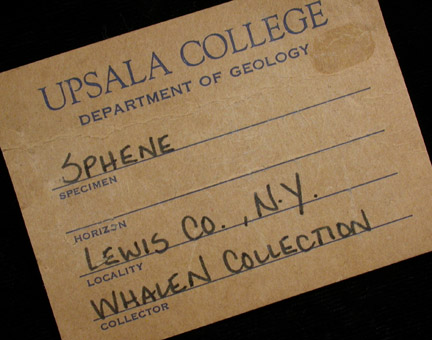 UPSALA COLLEGE
DEPARTMENT OF GEOLOGY
SPHENE
SPECIMEN
HORIZON
LEWIS CO., N.Y.
LOCALITY
WHALEN COLLECTION
COLLECTOR